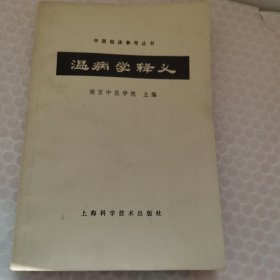 中医临床参考丛书
温病学释义
南京中医学院 主编
上海科学技术出版社